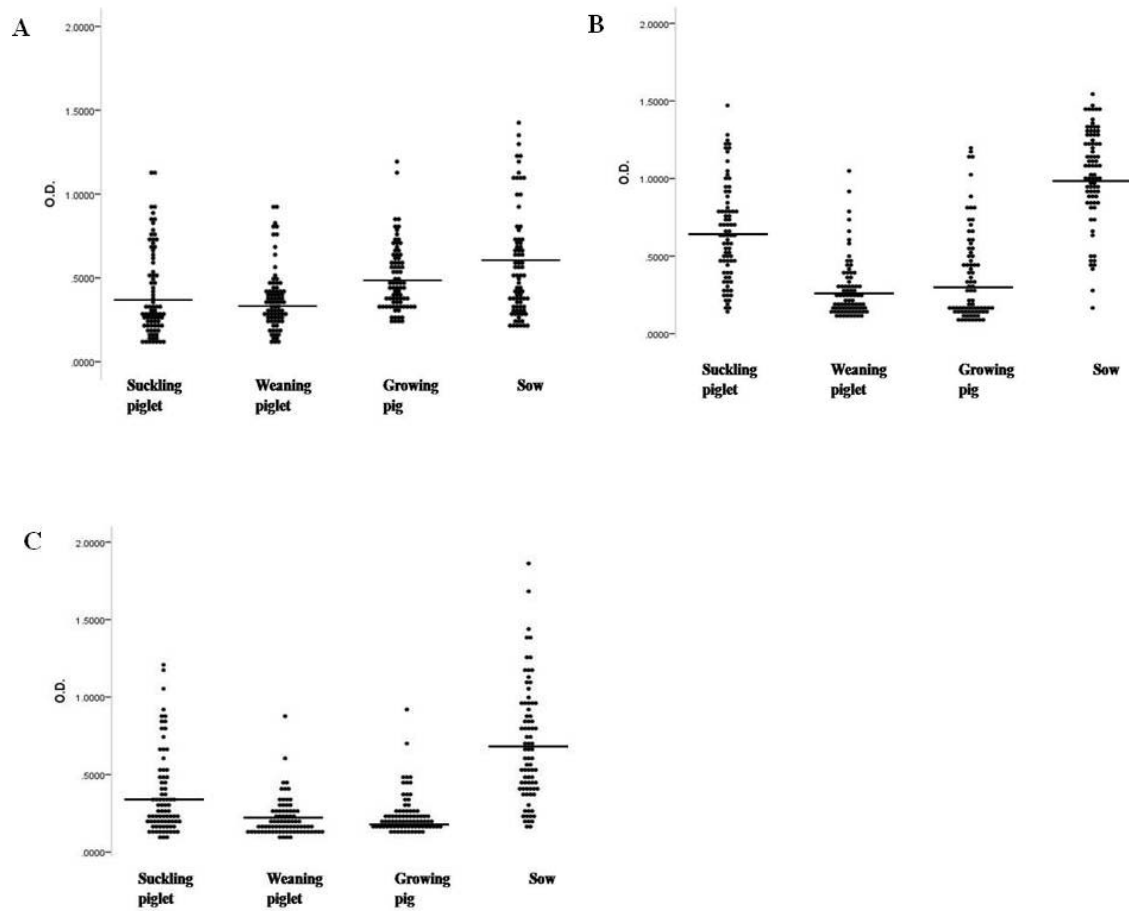 A
2.0000
1.5000
1.0000
.5000
.0000
O.D.
Suckling
piglet
Weaning
piglet
Growing
pig
Sow
B
2.0000
1.5000
1.0000
.5000
.0000
O.D.
Suckling
piglet
Weaning
piglet
Growing
pig
Sow
C
2.0000
1.5000
1.0000
.5000
.0000
O.D.
Suckling
piglet
Weaning
piglet
Growing
pig
Sow